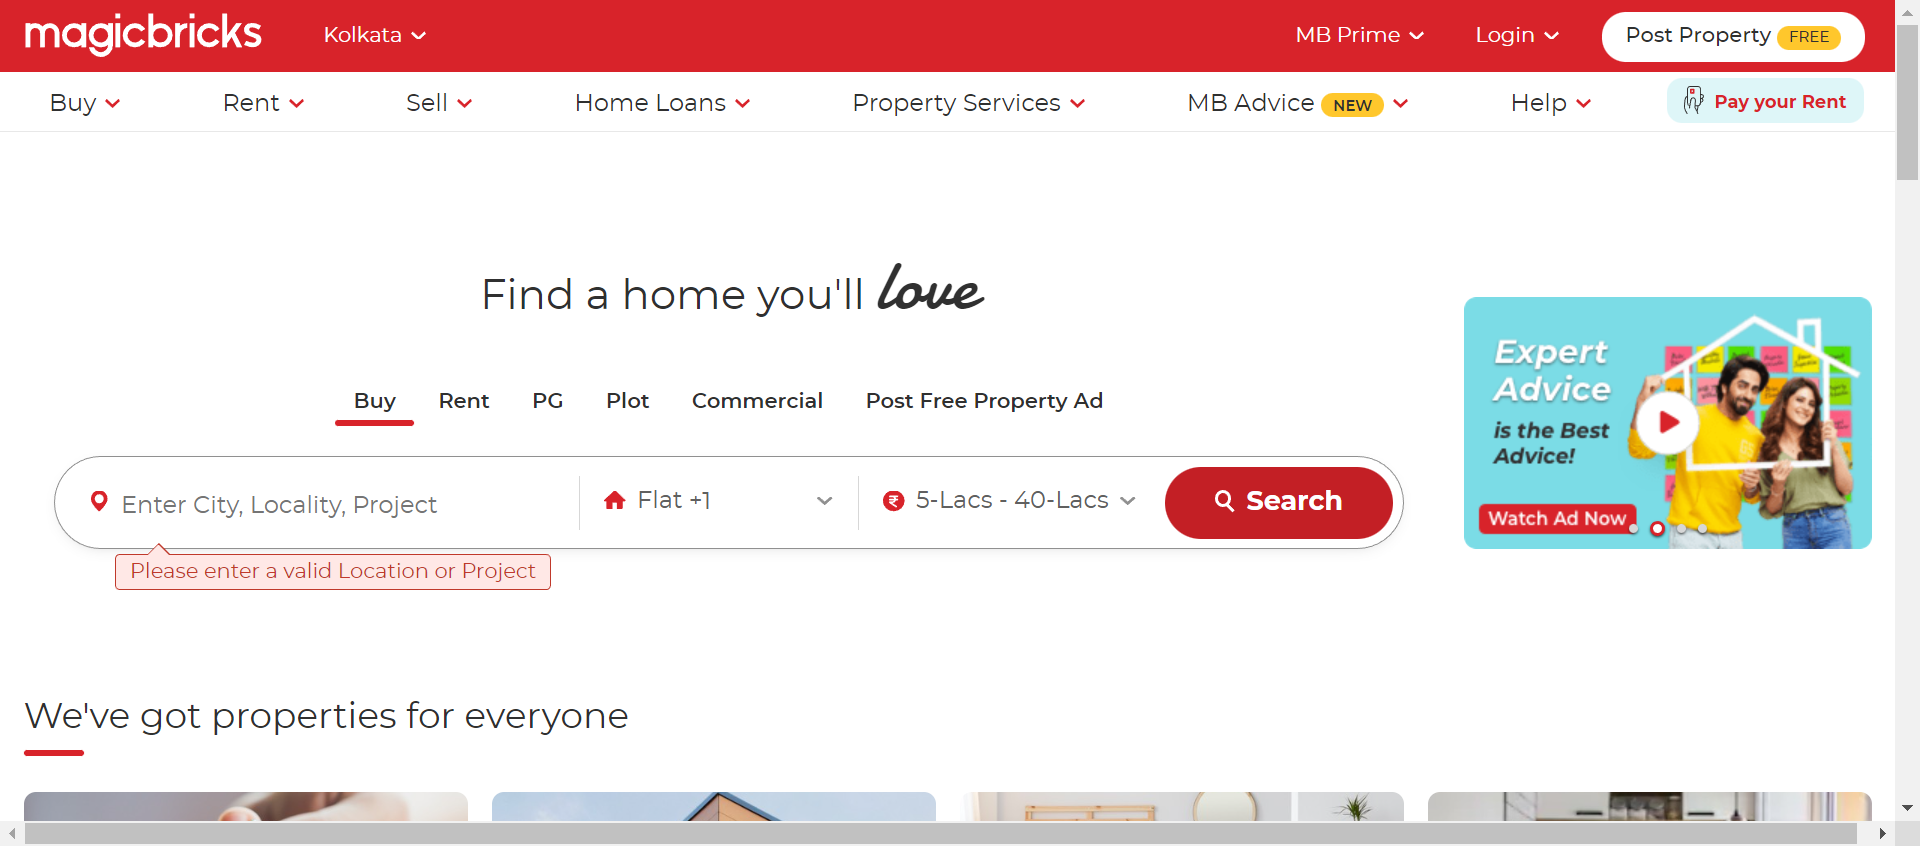 magicbricks
Kolkata
MB Prime
Login
Post Property FREE
Buy
Rent
Sell
Home Loans
Property Services
MB Advice NEW
Help
Pay your Rent
Find a home you'll love
Buy
Rent
PG
Plot
Commercial
Post Free Property Ad
Enter City, Locality, Project
Flat +1
5-Lacs - 40-Lacs
Search
Please enter a valid Location or Project
Expert
Advice
is the Best
Advice!
Watch Ad Now
We've got properties for everyone